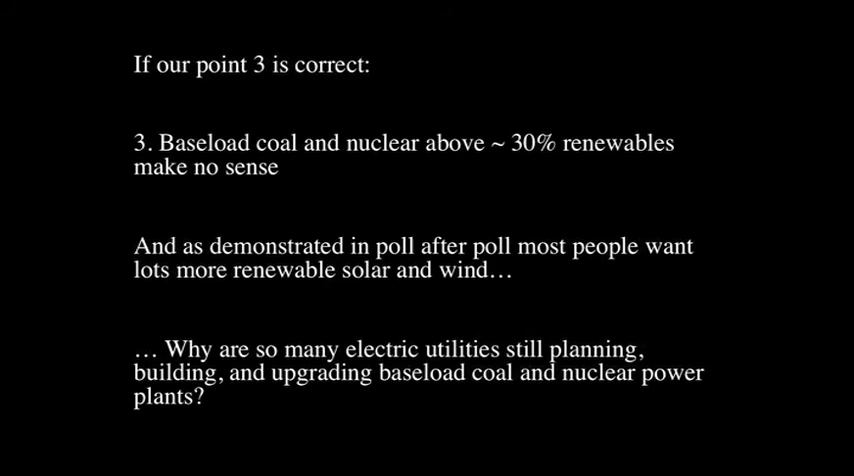 If our point 3 is correct:
3. Baseload coal and nuclear above ~ 30% renewables
make no sense
And as demonstrated in poll after poll most people want
lots more renewable solar and wind…
… Why are so many electric utilities still planning,
building, and upgrading baseload coal and nuclear power
plants?